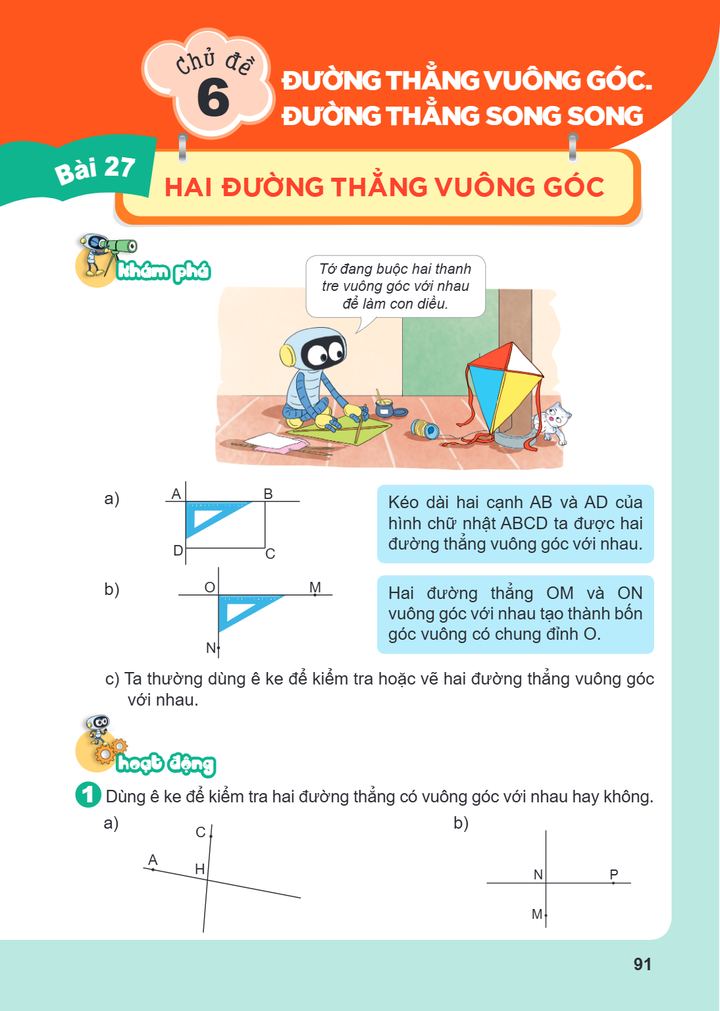 Chủ đề
6
ĐƯỜNG THẲNG VUÔNG GÓC.
ĐƯỜNG THẲNG SONG SONG
Bài 27
HAI ĐƯỜNG THẲNG VUÔNG GÓC
khám phá
Tớ đang buộc hai thanh
tre vuông góc với nhau
để làm con diều.
a)
A
B
D
C
Kéo dài hai cạnh AB và AD của
hình chữ nhật ABCD ta được hai
đường thẳng vuông góc với nhau.
b)
O
M
N
Hai đường thẳng OM và ON
vuông góc với nhau tạo thành bốn
góc vuông có chung đỉnh O.
c) Ta thường dùng ê ke để kiểm tra hoặc vẽ hai đường thẳng vuông góc
với nhau.
hoạt động
1 Dùng ê ke để kiểm tra hai đường thẳng có vuông góc với nhau hay không.
a)
C
A
H
b)
N
P
M
91